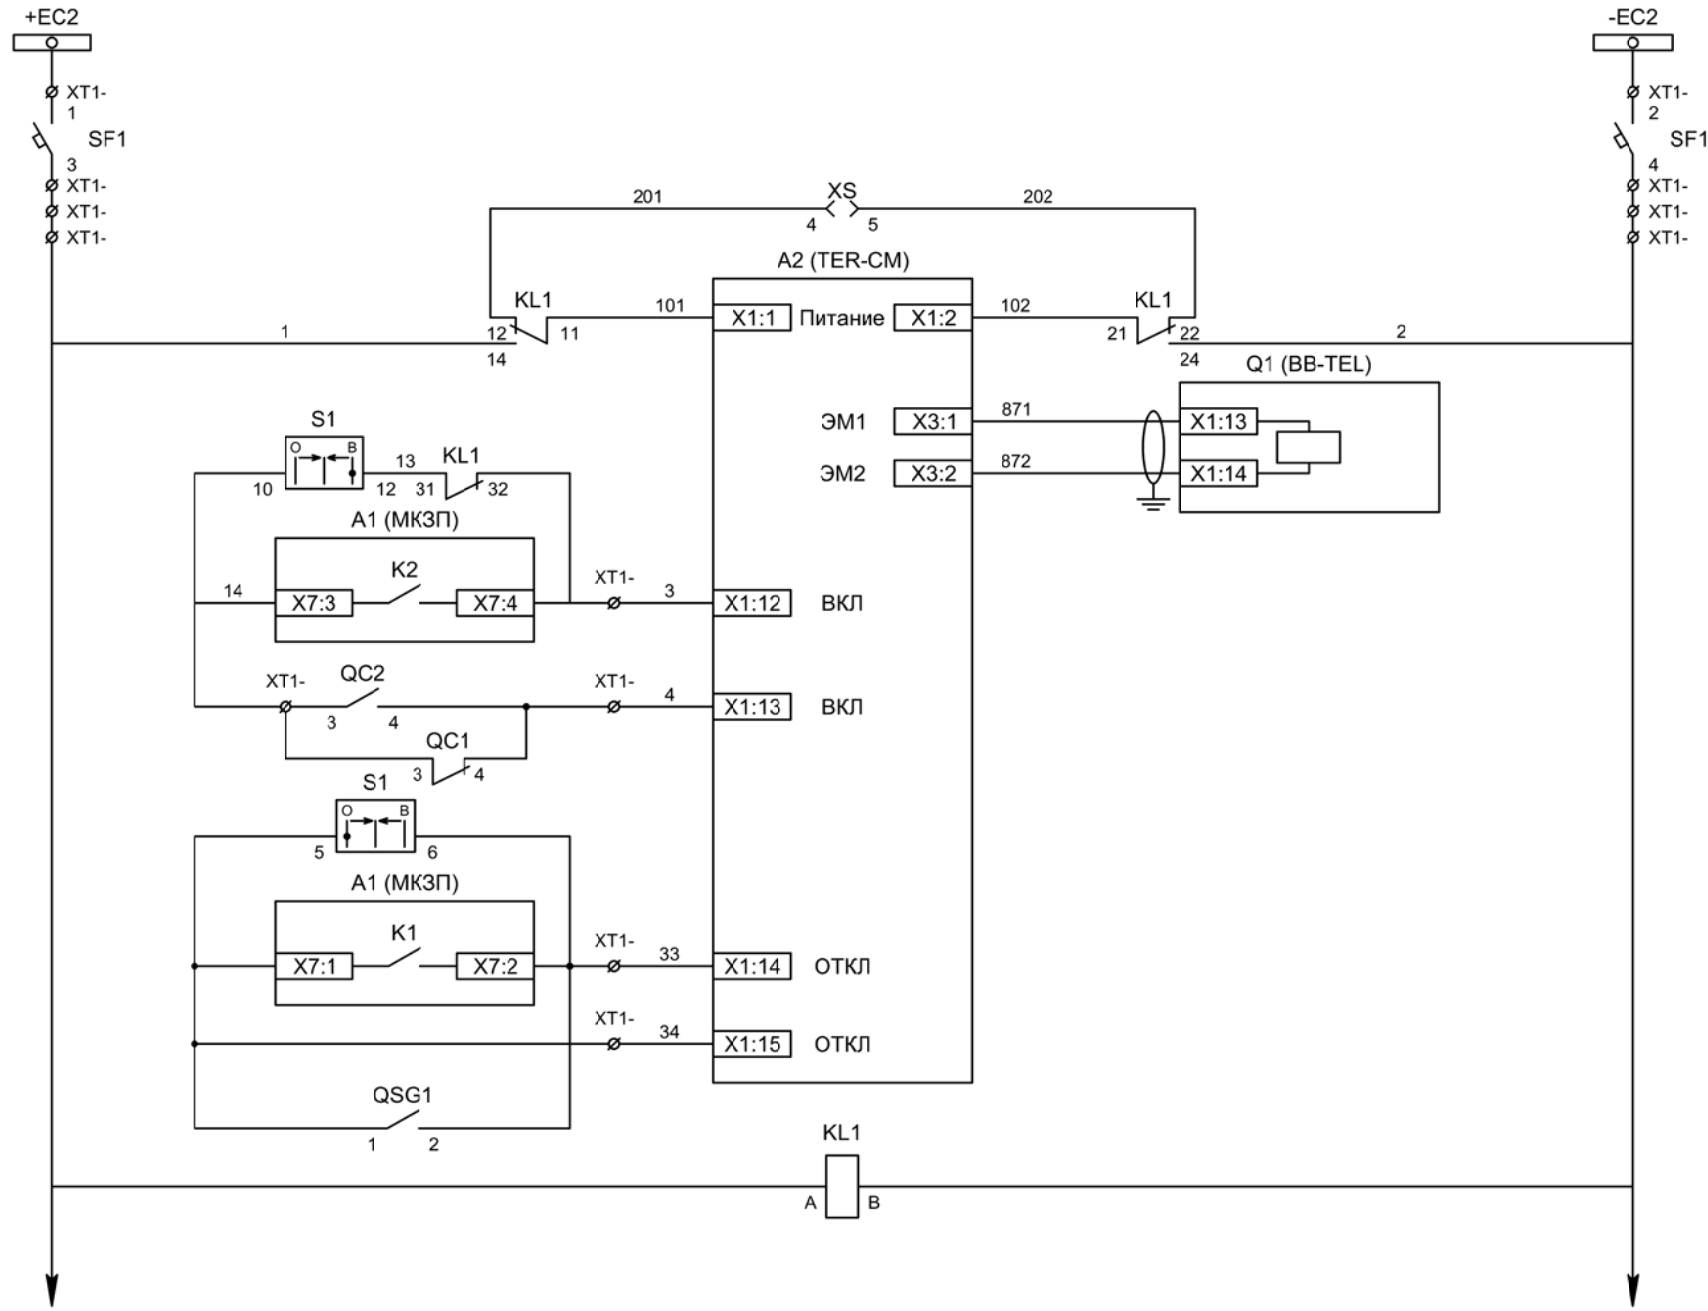 +EC2
-EC2
XT1-
XT1-
1
2
SF1
SF1
3
4
XT1-
XT1-
XT1-
XT1-
XT1-
XT1-
201
XS
202
4
5
A2 (TER-CM)
KL1
101
X1:1
Питание
X1:2
102
KL1
12
11
21
22
1
2
14
24
Q1 (BB-TEL)
S1
ЭМ1
X3:1
871
X1:13
O
B
13
KL1
10
12
31
32
ЭМ2
X3:2
872
X1:14
A1 (МКЗП)
K2
14
X7:3
X7:4
XT1-
3
X1:12
ВКЛ
XT1-
QC2
3
4
XT1-
4
X1:13
ВКЛ
QC1
3
4
S1
O
B
5
6
A1 (МКЗП)
K1
X7:1
X7:2
XT1-
33
X1:14
ОТКЛ
XT1-
34
X1:15
ОТКЛ
QSG1
1
2
KL1
A
B